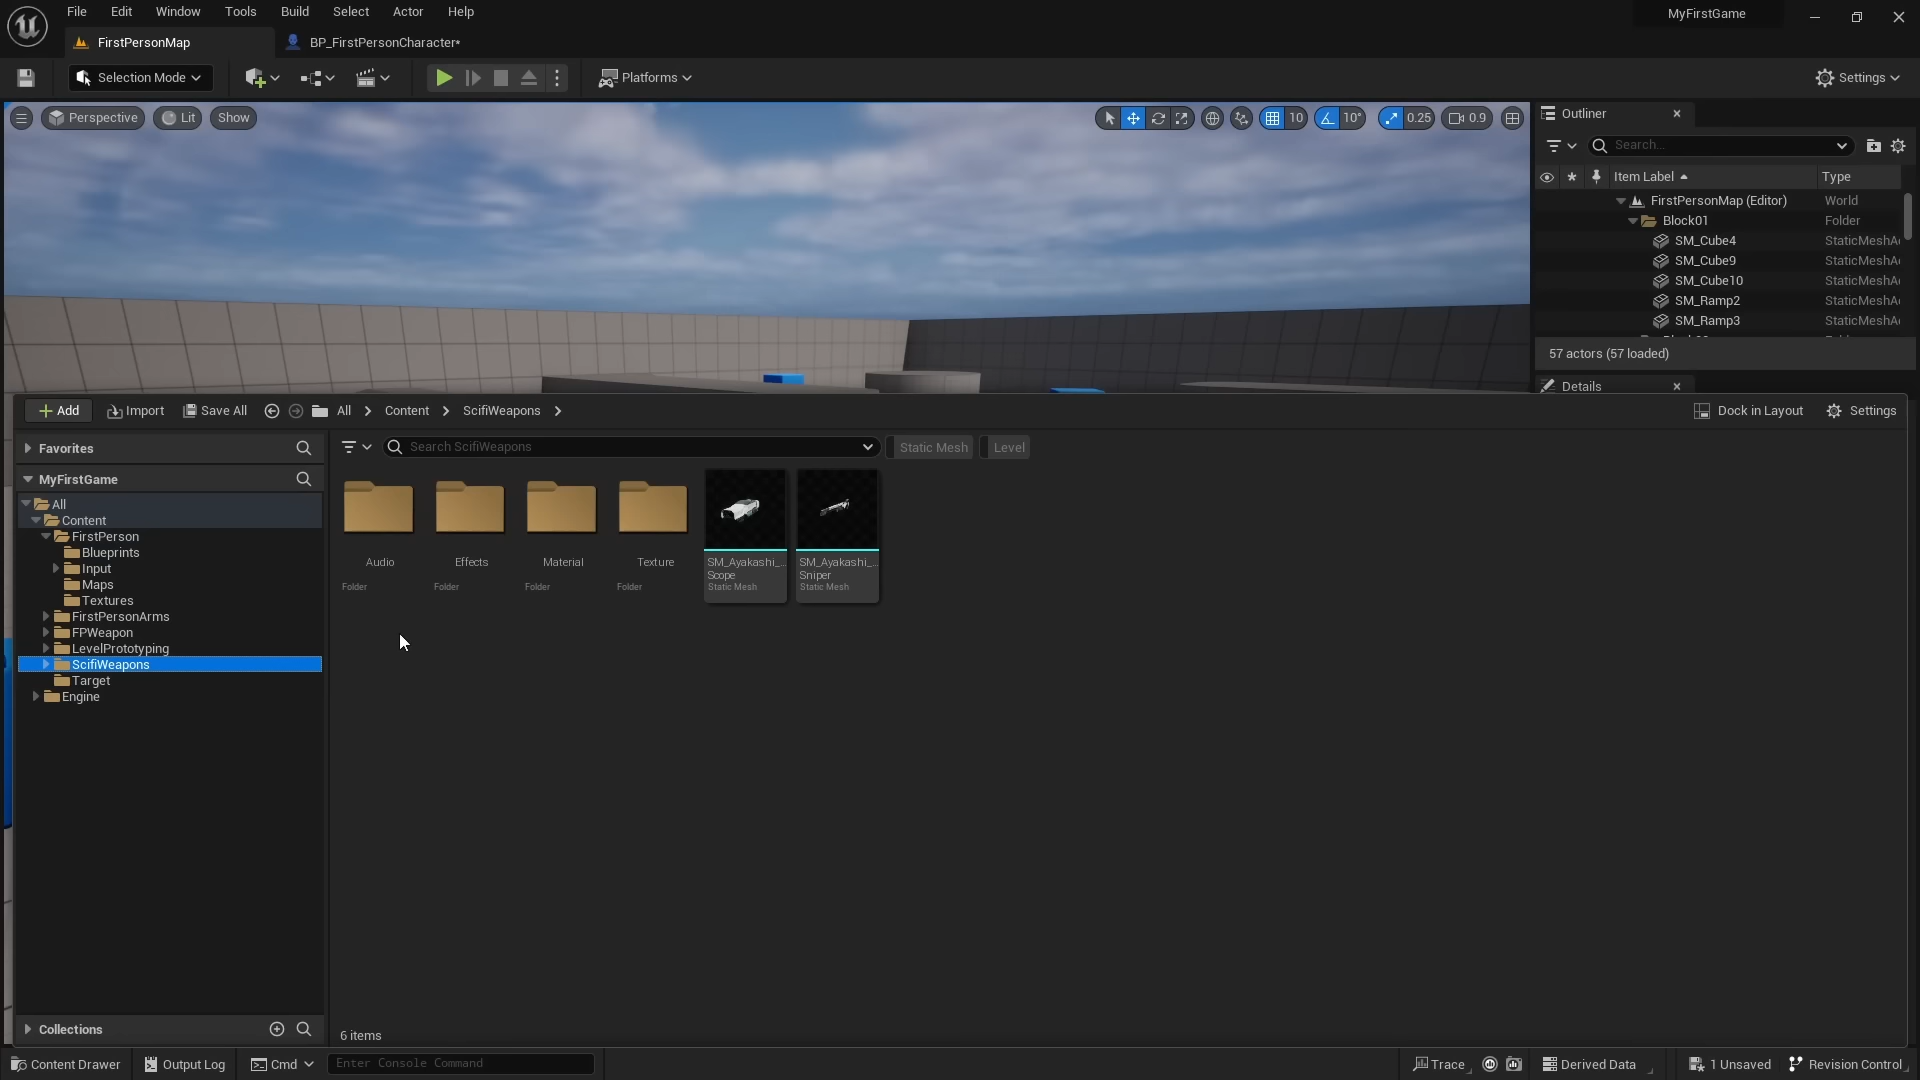 File Edit Window Tools Build Select Actor Help
MyFirstGame
FirstPersonMap
BP_FirstPersonCharacter*
Selection Mode
Platforms
Settings
Perspective
Lit
Show
10
10°
0.25
0.9
Outliner
Search...
Item Label
Type
FirstPersonMap (Editor) World
Block01 Folder
SM_Cube4 StaticMeshA
SM_Cube9 StaticMeshA
SM_Cube10 StaticMeshA
SM_Ramp2 StaticMeshA
SM_Ramp3 StaticMeshA
57 actors (57 loaded)
Details
Add
Import
Save All
All
Content
ScifiWeapons
Dock in Layout
Settings
Favorites
MyFirstGame
All
Content
FirstPerson
Blueprints
Input
Maps
Textures
FirstPersonArms
FPWeapon
LevelPrototyping
ScifiWeapons
Target
Engine
Collections
Search ScifiWeapons
Static Mesh
Level
Audio
Folder
Effects
Folder
Material
Folder
Texture
Folder
SM_Ayakashi_...
Scope
Static Mesh
SM_Ayakashi_...
Sniper
Static Mesh
6 items
Content Drawer
Output Log
Cmd
Enter Console Command
Trace
Derived Data
1 Unsaved
Revision Control